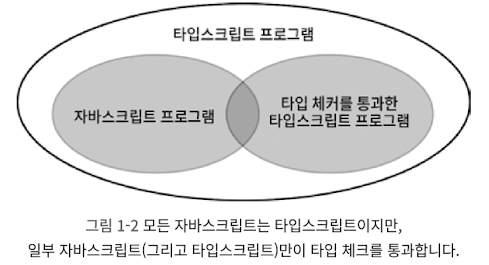 타입스크립트 프로그램
자바스크립트 프로그램
타입 체커를 통과한
타입스크립트 프로그램
그림 1-2 모든 자바스크립트는 타입스크립트이지만,
일부 자바스크립트(그리고 타입스크립트)만이 타입 체크를 통과합니다.